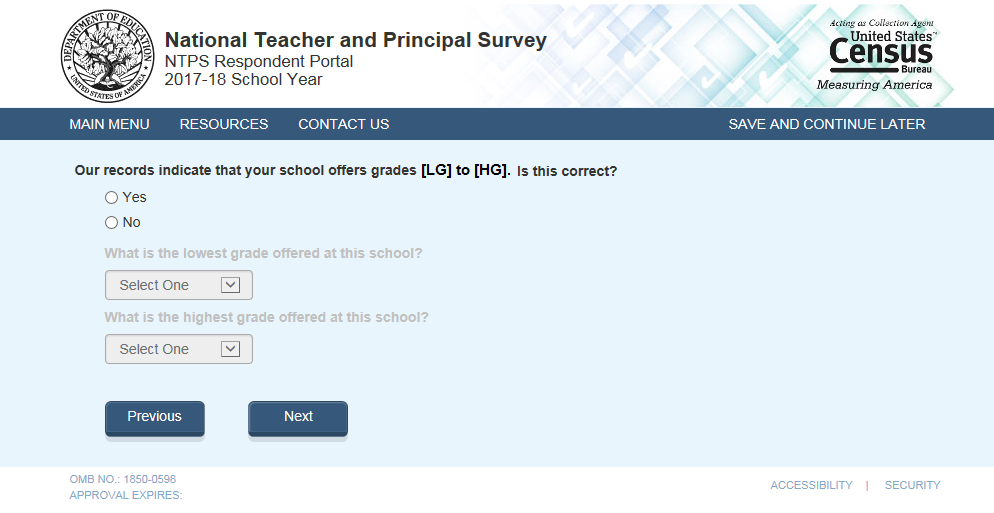 DEPARTMENT OF EDUCATION
UNITED STATES OF AMERICA
National Teacher and Principal Survey
NTPS Respondent Portal
2017-18 School Year
Acting as Collection Agent
United States™
Census
Bureau
Measuring America
MAIN MENU RESOURCES CONTACT US SAVE AND CONTINUE LATER
Our records indicate that your school offers grades [LG] to [HG]. Is this correct?
Yes
No
What is the lowest grade offered at this school?
Select One
What is the highest grade offered at this school?
Select One
Previous Next
OMB NO.: 1850-0598
APPROVAL EXPIRES:
ACCESSIBILITY | SECURITY